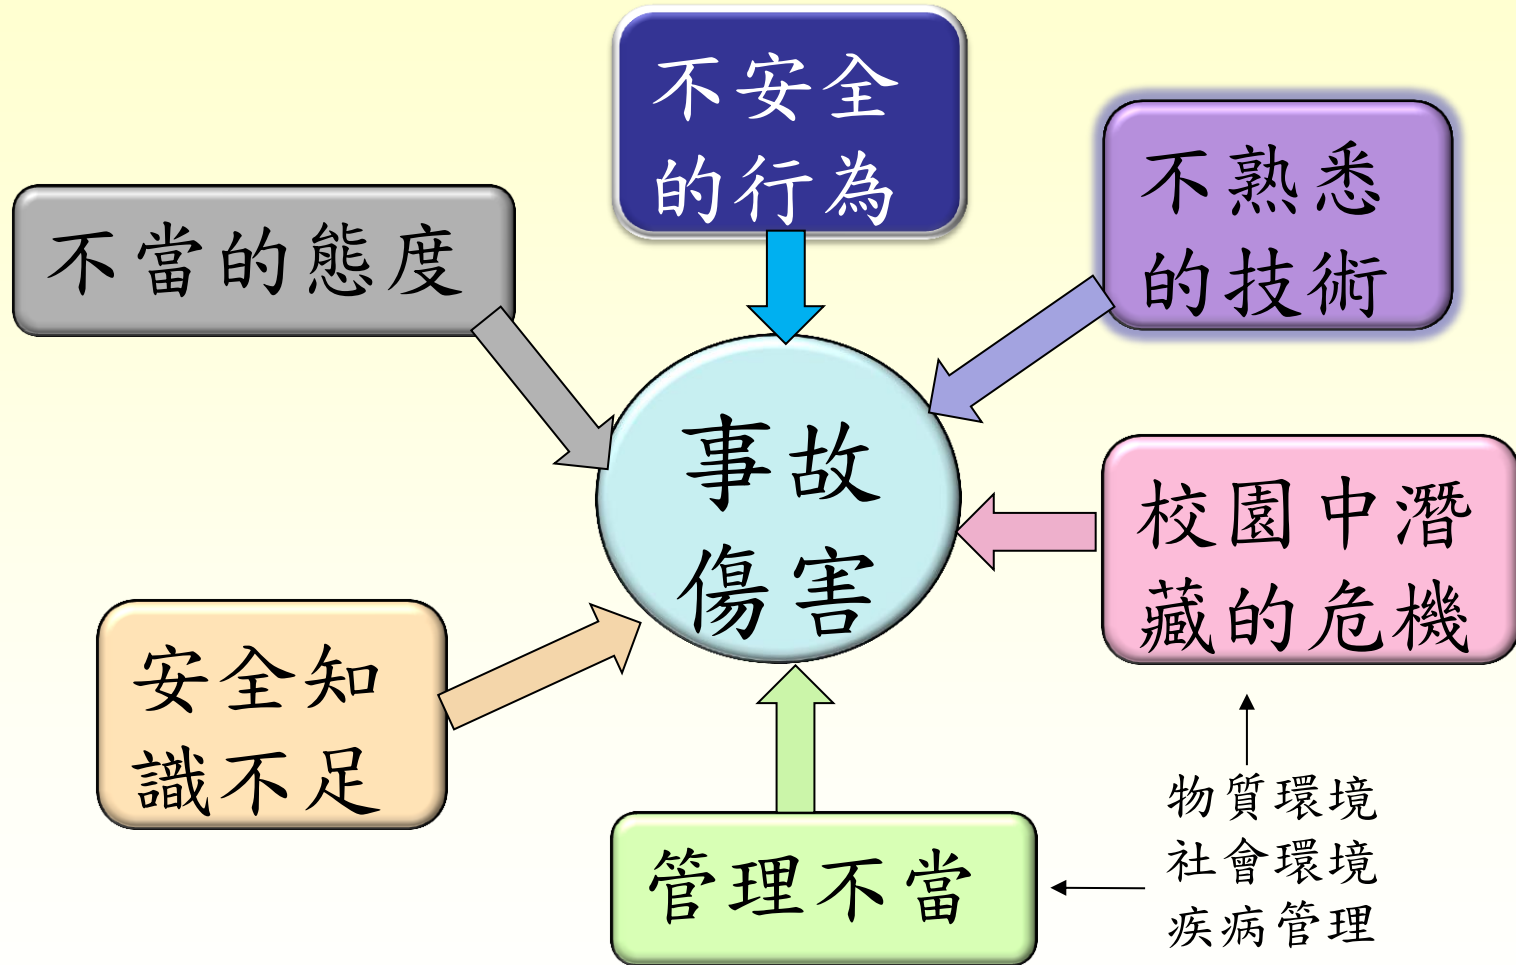 不安全
的行為
不熟悉
的技術
不當的態度
事故
傷害
校園中潛
藏的危機
安全知
識不足
管理不當
物質環境
社會環境
疾病管理